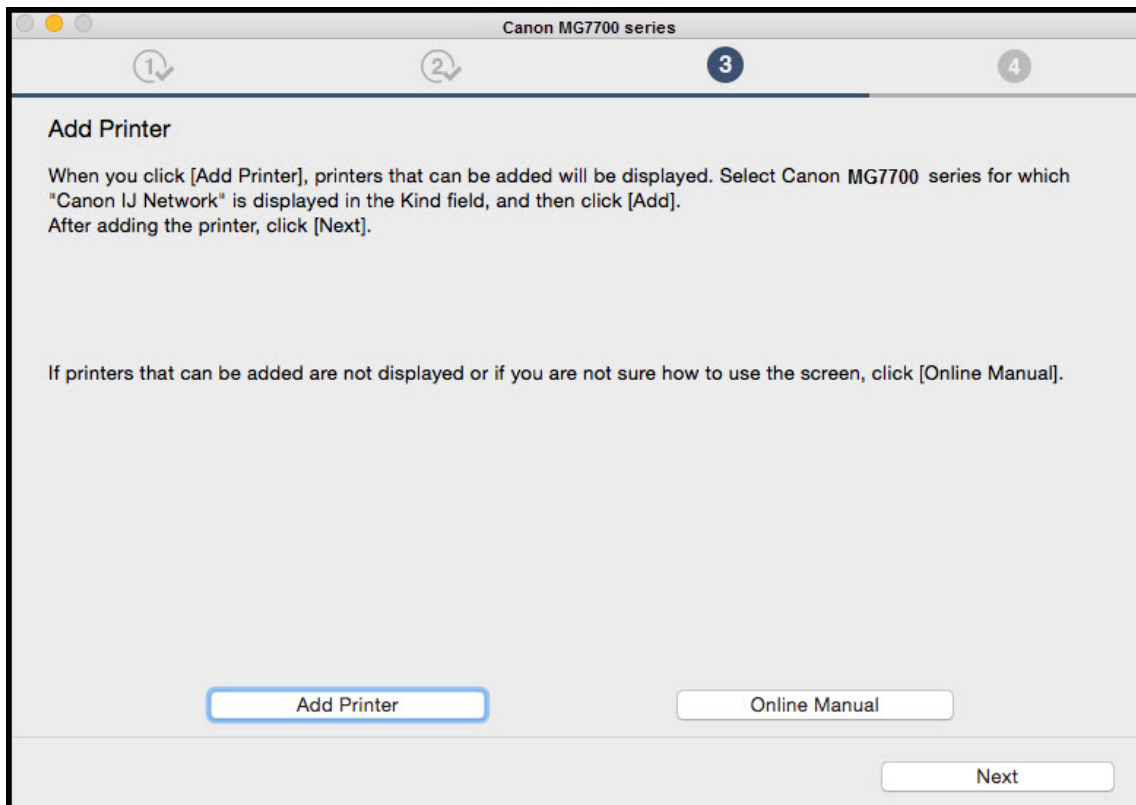 Canon MG7700 series
1 2 3 4
Add Printer
When you click [Add Printer], printers that can be added will be displayed. Select Canon MG7700 series for which
"Canon IJ Network" is displayed in the Kind field, and then click [Add].
After adding the printer, click [Next].
If printers that can be added are not displayed or if you are not sure how to use the screen, click [Online Manual].
Add Printer Online Manual
Next